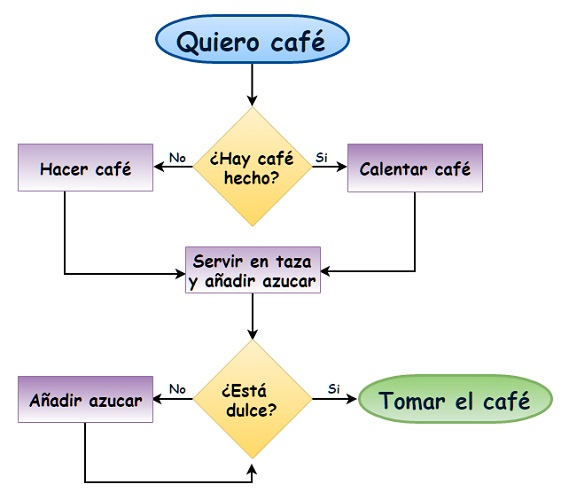 Quiero café
¿Hay café
hecho?
No
Si
Hacer café
Calentar café
Servir en taza
y añadir azucar
¿Está
dulce?
No
Si
Añadir azucar
Tomar el café